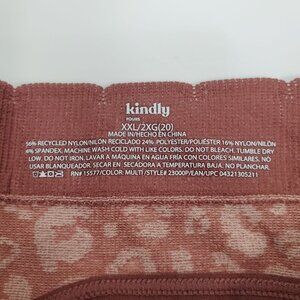 kindly
YOURS
XXL/2XG(20)
MADE IN/HECHO EN CHINA
56% RECYCLED NYLON/NILÓN RECICLADO 24% POLYESTER/POLIÉSTER 16% NYLON/NILÓN
4% SPANDEX. MACHINE WASH COLD WITH LIKE COLORS. DO NOT BLEACH. TUMBLE DRY
LOW. DO NOT IRON. LAVAR A MÁQUINA EN AGUA FRÍA CON COLORES SIMILARES. NO
USAR BLANQUEADOR. SECAR EN SECADORA A TEMPERATURA BAJA. NO PLANCHAR
RN# 15577/COLOR: MULTI/STYLE# 23000P/EAN/UPC 04321305211